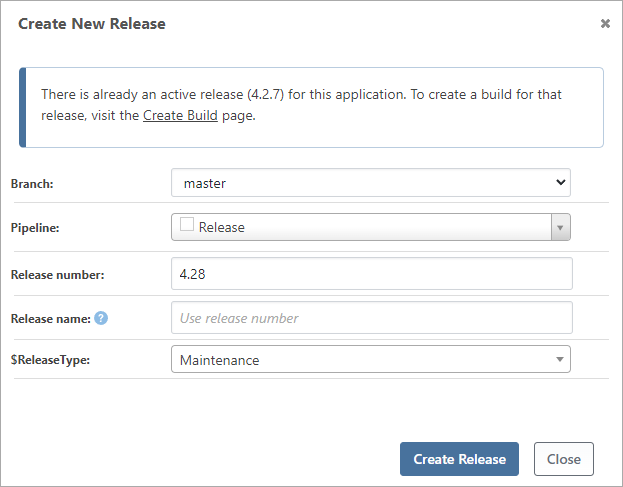 Create New Release
There is already an active release (4.2.7) for this application. To create a build for that
release, visit the Create Build page.
Branch:
master
Pipeline:
Release
Release number:
4.28
Release name:
?
Use release number
$ReleaseType:
Maintenance
Create Release
Close